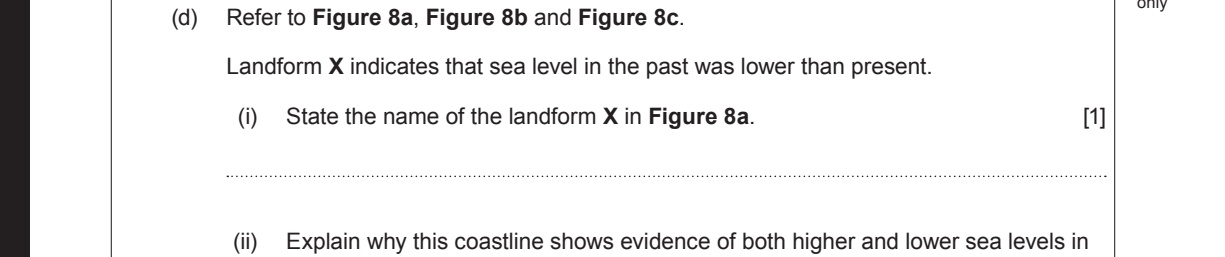 only
(d) Refer to Figure 8a, Figure 8b and Figure 8c.
Landform X indicates that sea level in the past was lower than present.
(i) State the name of the landform X in Figure 8a. [1]
(ii) Explain why this coastline shows evidence of both higher and lower sea levels in